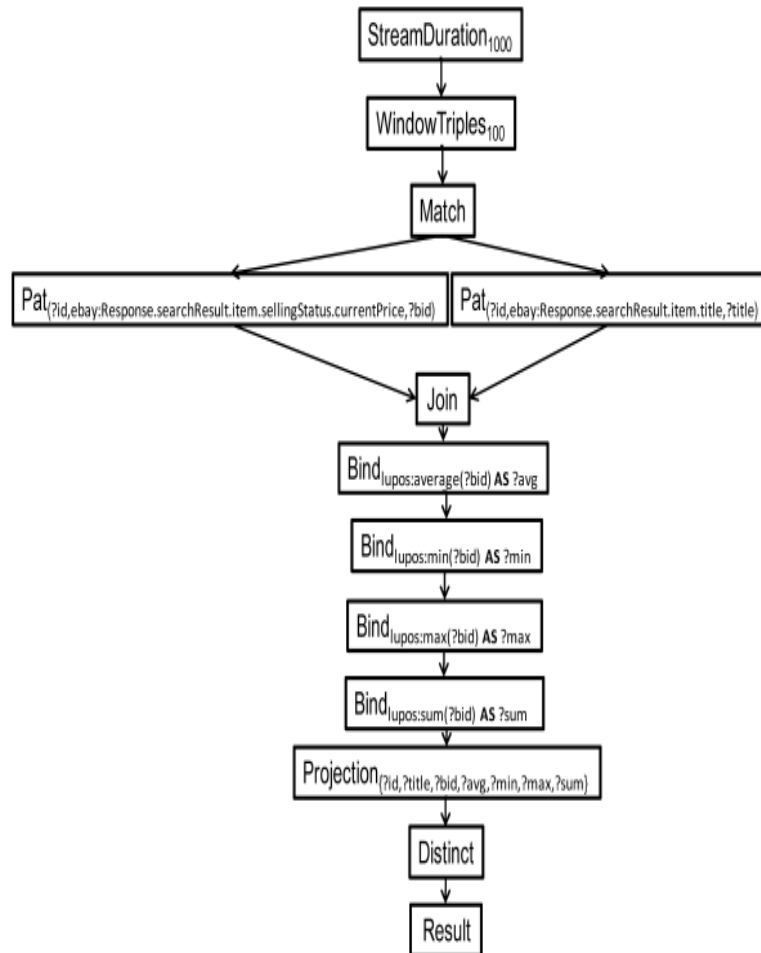 StreamDuration1000
WindowTriples100
Match
Pat(?id,ebay:Response.searchResult.item.sellingStatus.currentPrice,?bid)
Pat(?id,ebay:Response.searchResult.item.title,?title)
Join
Bindlupos:average(?bid) AS ?avg
Bindlupos:min(?bid) AS ?min
Bindlupos:max(?bid) AS ?max
Bindlupos:sum(?bid) AS ?sum
Projection{?id,?title,?bid,?avg,?min,?max,?sum}
Distinct
Result